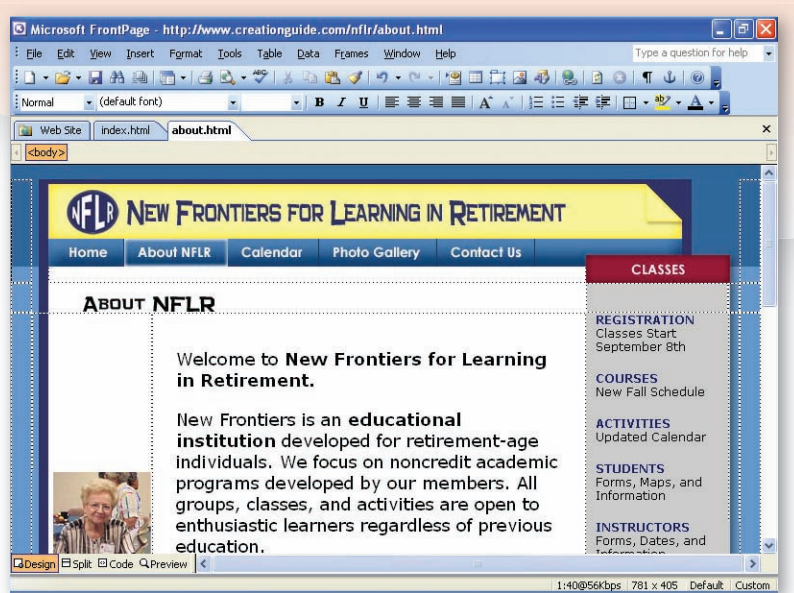 Microsoft FrontPage - http://www.creationguide.com/nflr/about.html
File Edit View Insert Format Tools Table Data Frames Window Help Type a question for help
Normal (default font) B I U
Web Site index.html about.html
<body>
NFLR NEW FRONTIERS FOR LEARNING IN RETIREMENT
Home About NFLR Calendar Photo Gallery Contact Us
CLASSES
ABOUT NFLR
Welcome to New Frontiers for Learning
in Retirement.
New Frontiers is an educational
institution developed for retirement-age
individuals. We focus on noncredit academic
programs developed by our members. All
groups, classes, and activities are open to
enthusiastic learners regardless of previous
education.
REGISTRATION
Classes Start
September 8th
COURSES
New Fall Schedule
ACTIVITIES
Updated Calendar
STUDENTS
Forms, Maps, and
Information
INSTRUCTORS
Forms, Dates, and
Information
Design Split Code Preview
1:40@56Kbps 781 x 405 Default Custom